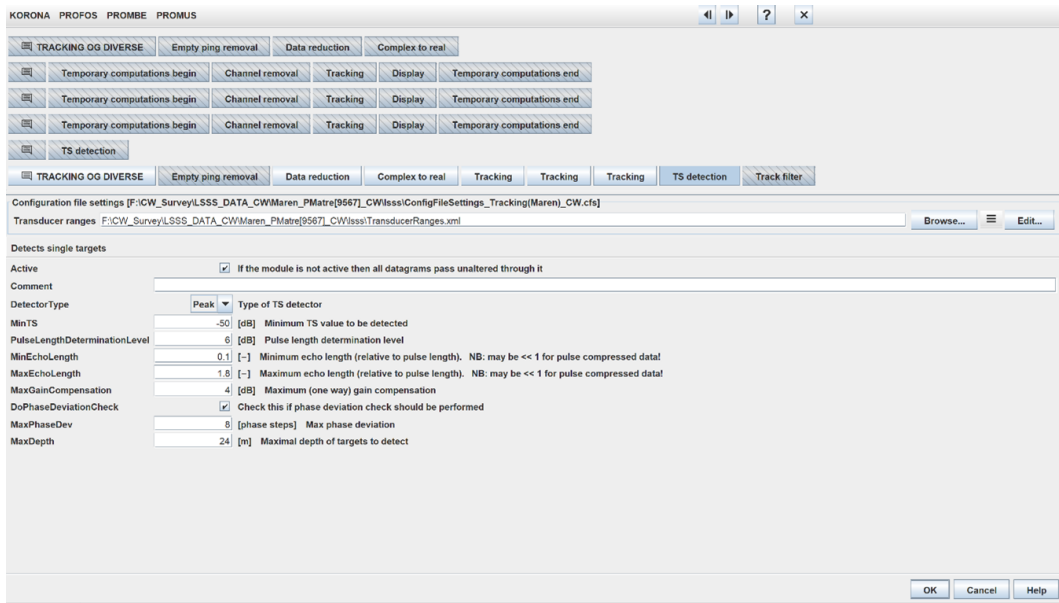 KORONA PROFOS PROMBE PROMUS ?
TRACKING OG DIVERSE Empty ping removal Data reduction Complex to real
Temporary computations begin Channel removal Tracking Display Temporary computations end
Temporary computations begin Channel removal Tracking Display Temporary computations end
Temporary computations begin Channel removal Tracking Display Temporary computations end
TS detection
TRACKING OG DIVERSE Empty ping removal Data reduction Complex to real Tracking Tracking Tracking TS detection Track filter
Configuration file settings [F:\CW_Survey\LSSS_DATA_CW\Maren_PMatre[9567]_CW\lsss\ConfigFileSettings_Tracking(Maren)_CW.cfs]
Transducer ranges F:\CW_Survey\LSSS_DATA_CW\Maren_PMatre[9567]_CW\lsss\TransducerRanges.xml Browse... Edit...
Detects single targets
Active If the module is not active then all datagrams pass unaltered through it
Comment
DetectorType Peak Type of TS detector
MinTS -50 [dB] Minimum TS value to be detected
PulseLengthDeterminationLevel 6 [dB] Pulse length determination level
MinEchoLength 0.1 [–] Minimum echo length (relative to pulse length). NB: may be << 1 for pulse compressed data!
MaxEchoLength 1.8 [–] Maximum echo length (relative to pulse length). NB: may be << 1 for pulse compressed data!
MaxGainCompensation 4 [dB] Maximum (one way) gain compensation
DoPhaseDeviationCheck Check this if phase deviation check should be performed
MaxPhaseDev 8 [phase steps] Max phase deviation
MaxDepth 24 [m] Maximal depth of targets to detect
OK Cancel Help